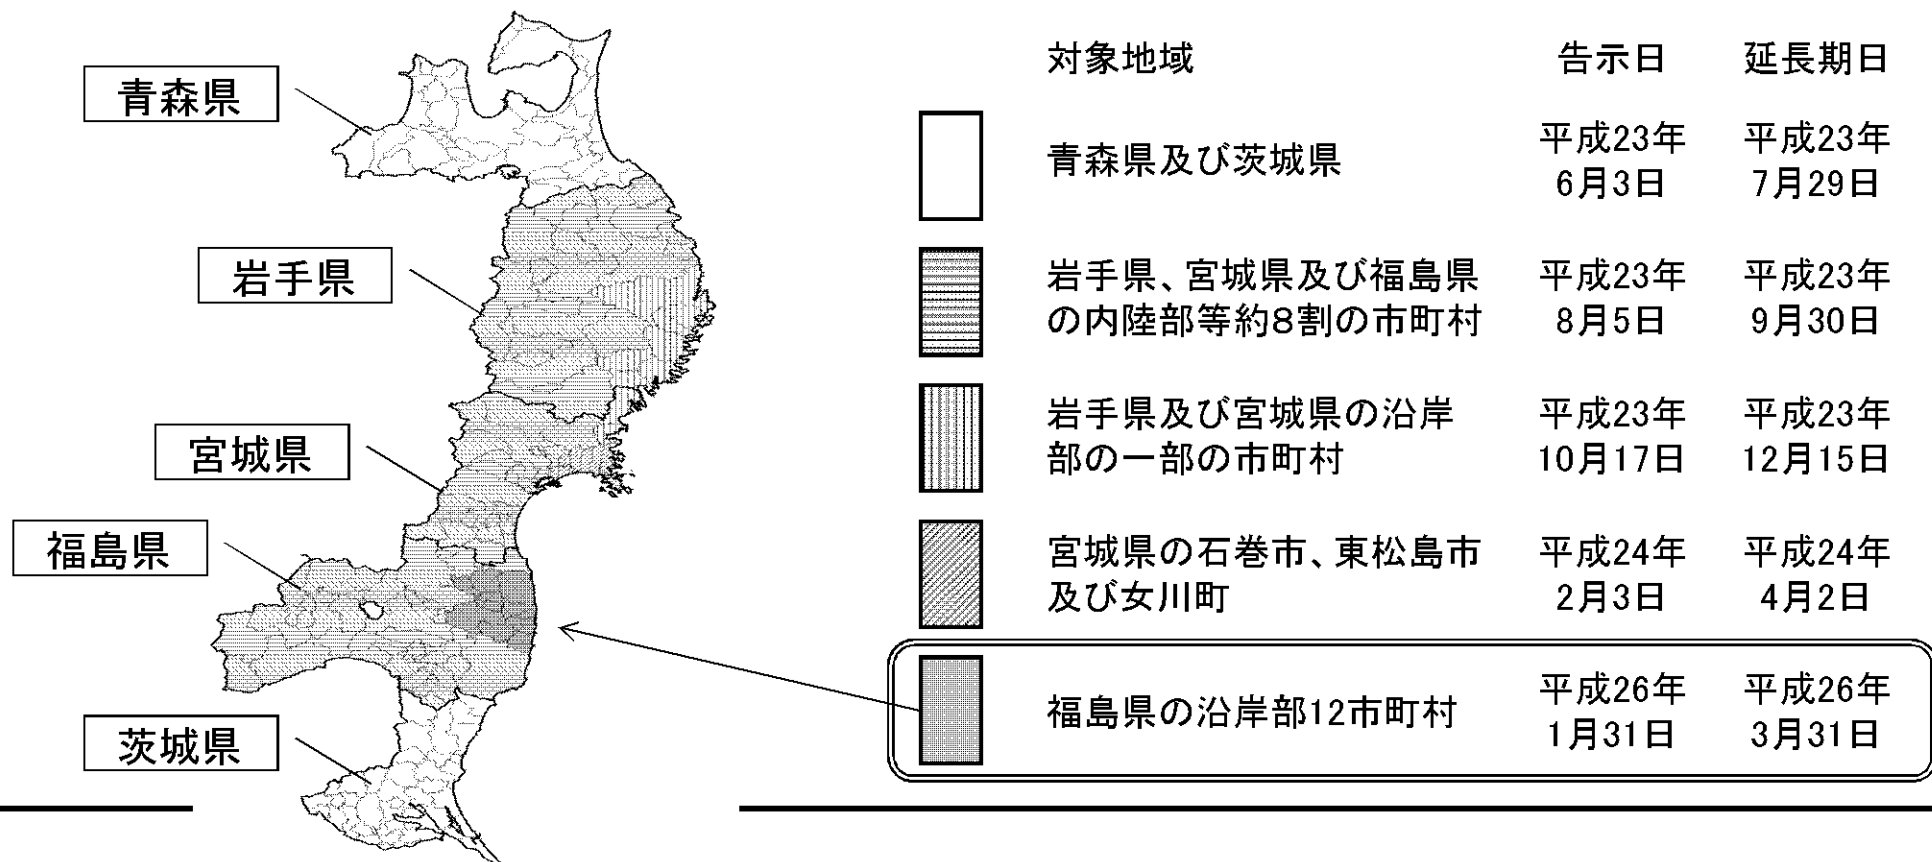 青森県
岩手県
宮城県
福島県
茨城県
対象地域 告示日 延長期日
青森県及び茨城県 平成23年6月3日 平成23年7月29日
岩手県、宮城県及び福島県
の内陸部等約8割の市町村 平成23年8月5日 平成23年9月30日
岩手県及び宮城県の沿岸
部の一部の市町村 平成23年10月17日 平成23年12月15日
宮城県の石巻市、東松島市
及び女川町 平成24年2月3日 平成24年4月2日
福島県の沿岸部12市町村 平成26年1月31日 平成26年3月31日